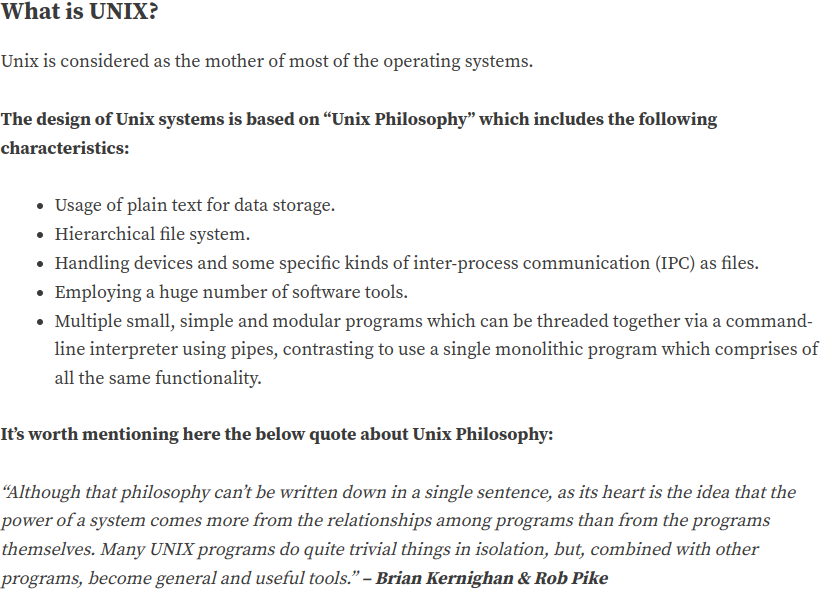 What is UNIX?
Unix is considered as the mother of most of the operating systems.
The design of Unix systems is based on “Unix Philosophy” which includes the following
characteristics:
• Usage of plain text for data storage.
• Hierarchical file system.
• Handling devices and some specific kinds of inter-process communication (IPC) as files.
• Employing a huge number of software tools.
• Multiple small, simple and modular programs which can be threaded together via a command-
line interpreter using pipes, contrasting to use a single monolithic program which comprises of
all the same functionality.
It’s worth mentioning here the below quote about Unix Philosophy:
“Although that philosophy can’t be written down in a single sentence, as its heart is the idea that the
power of a system comes more from the relationships among programs than from the programs
themselves. Many UNIX programs do quite trivial things in isolation, but, combined with other
programs, become general and useful tools.” – Brian Kernighan & Rob Pike